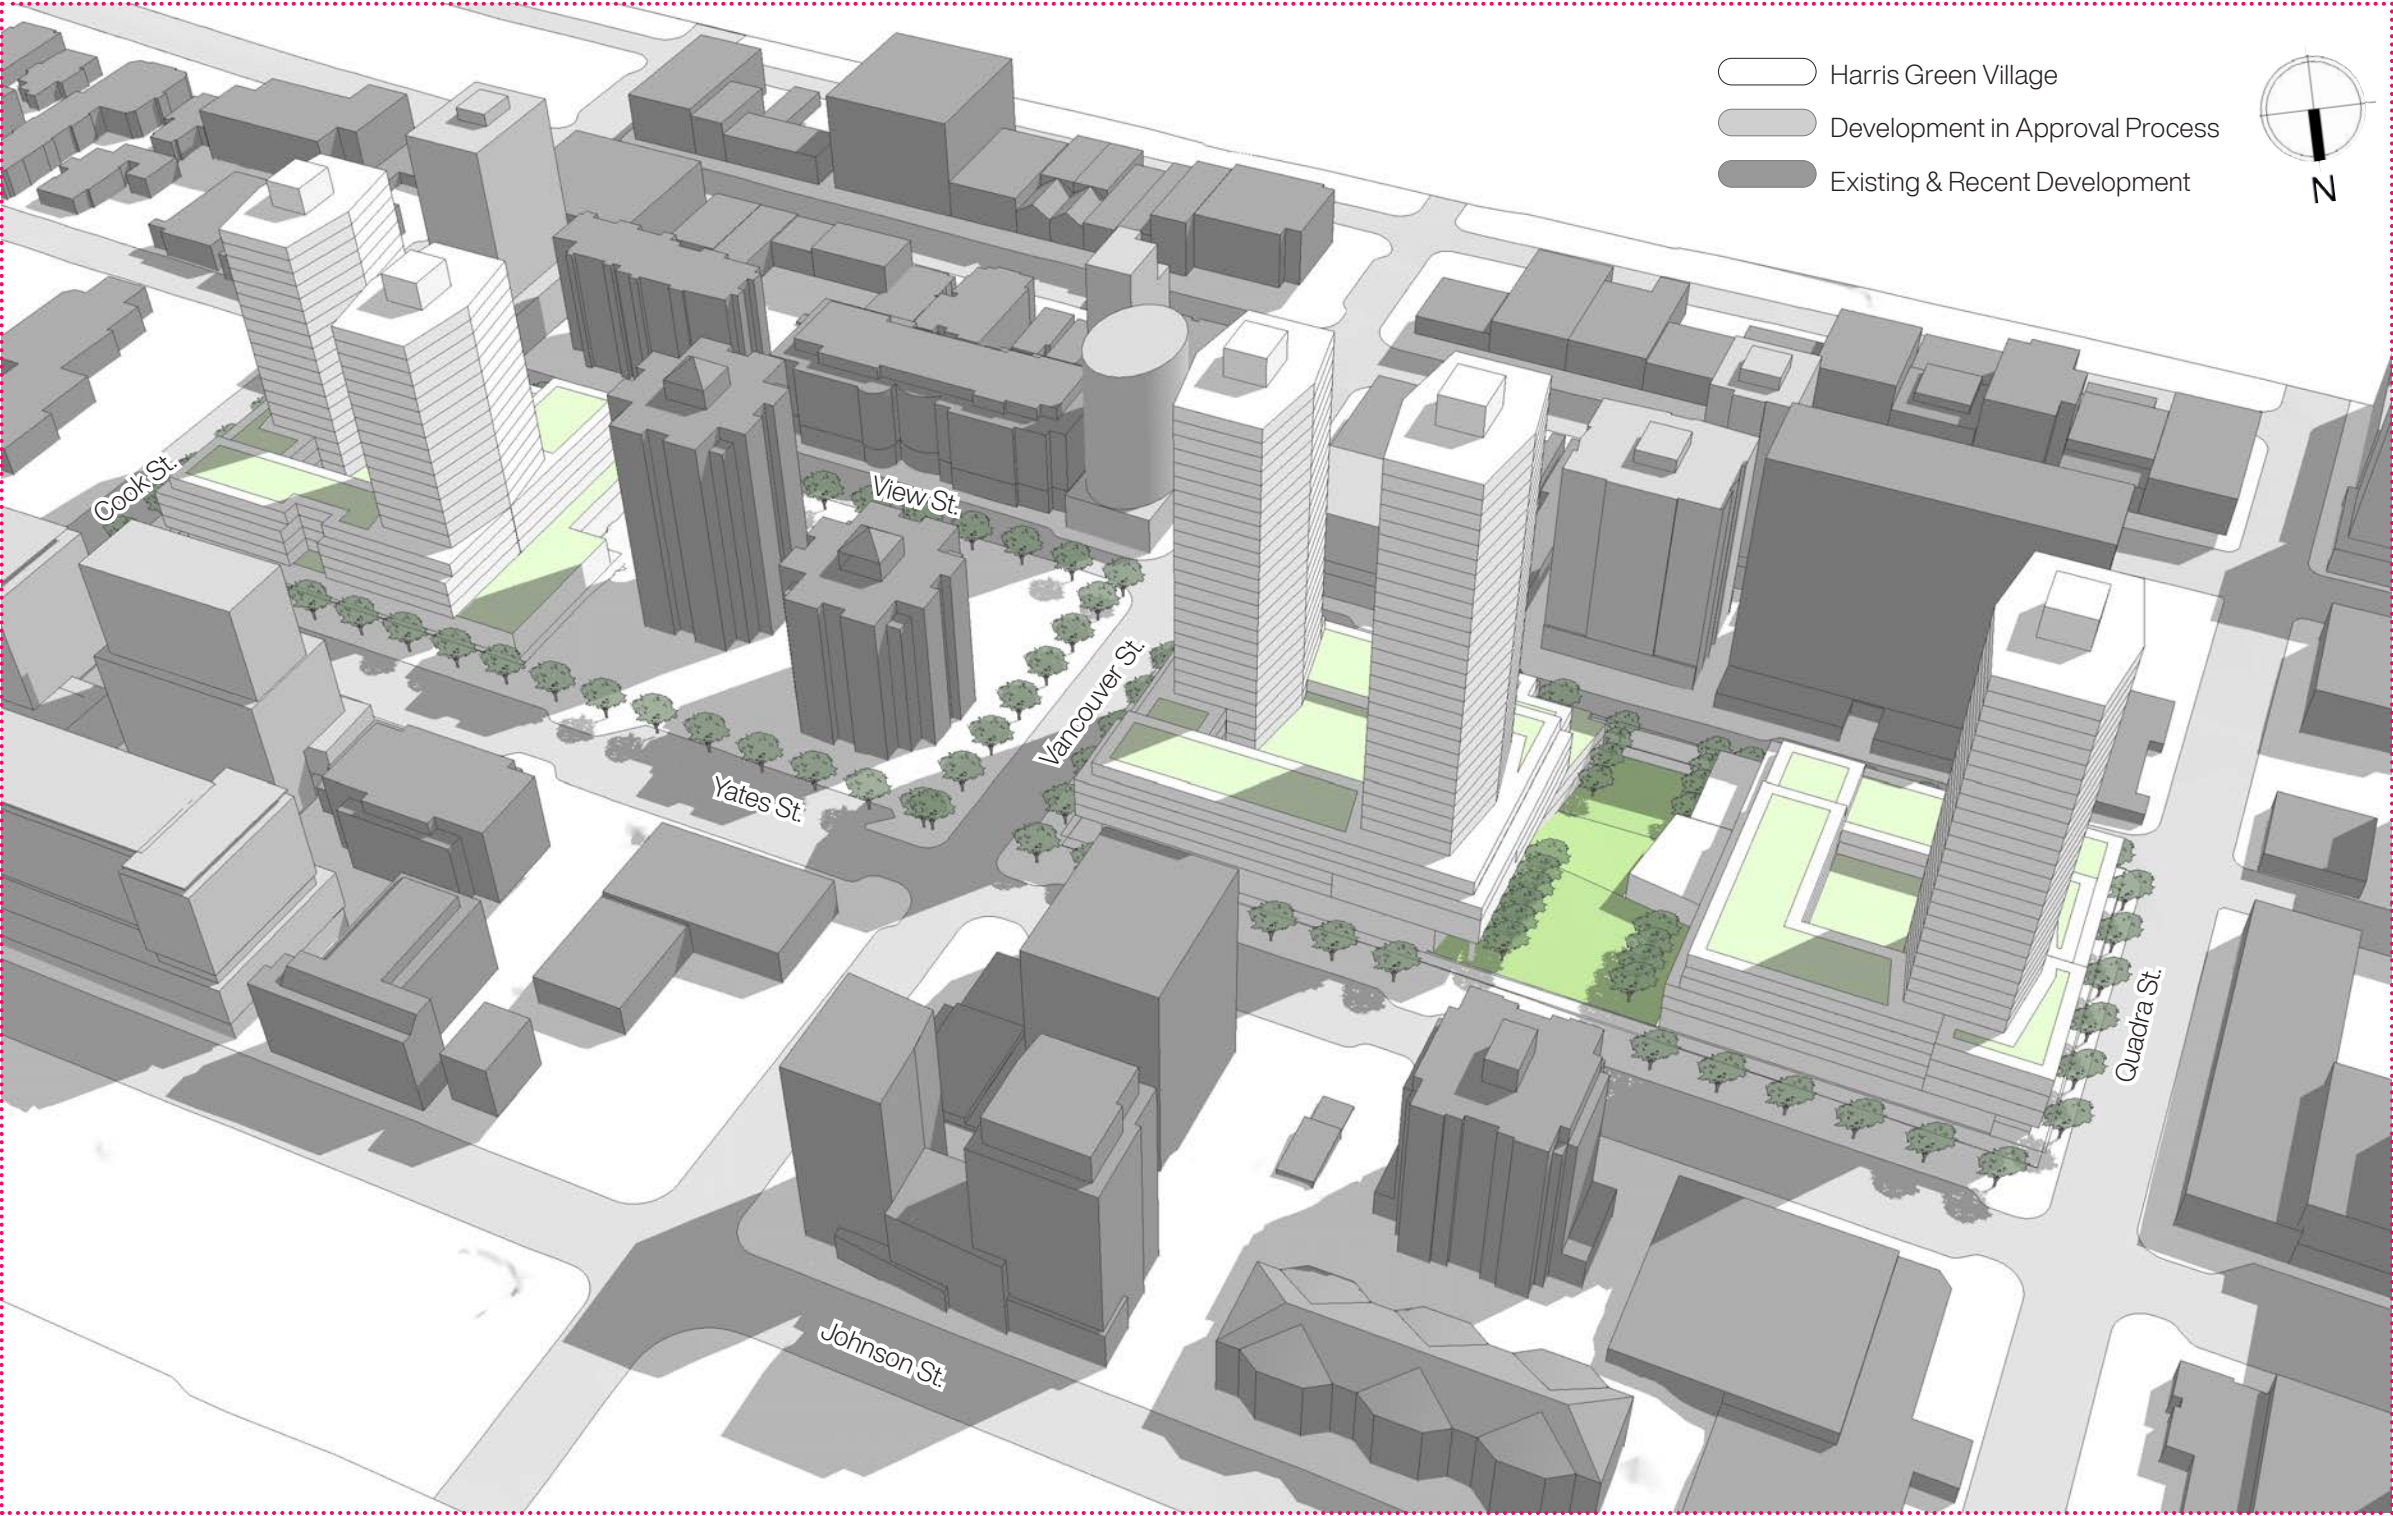 Harris Green Village
Development in Approval Process
Existing & Recent Development
N
Cook St.
View St.
Vancouver St.
Yates St.
Quadra St.
Johnson St.